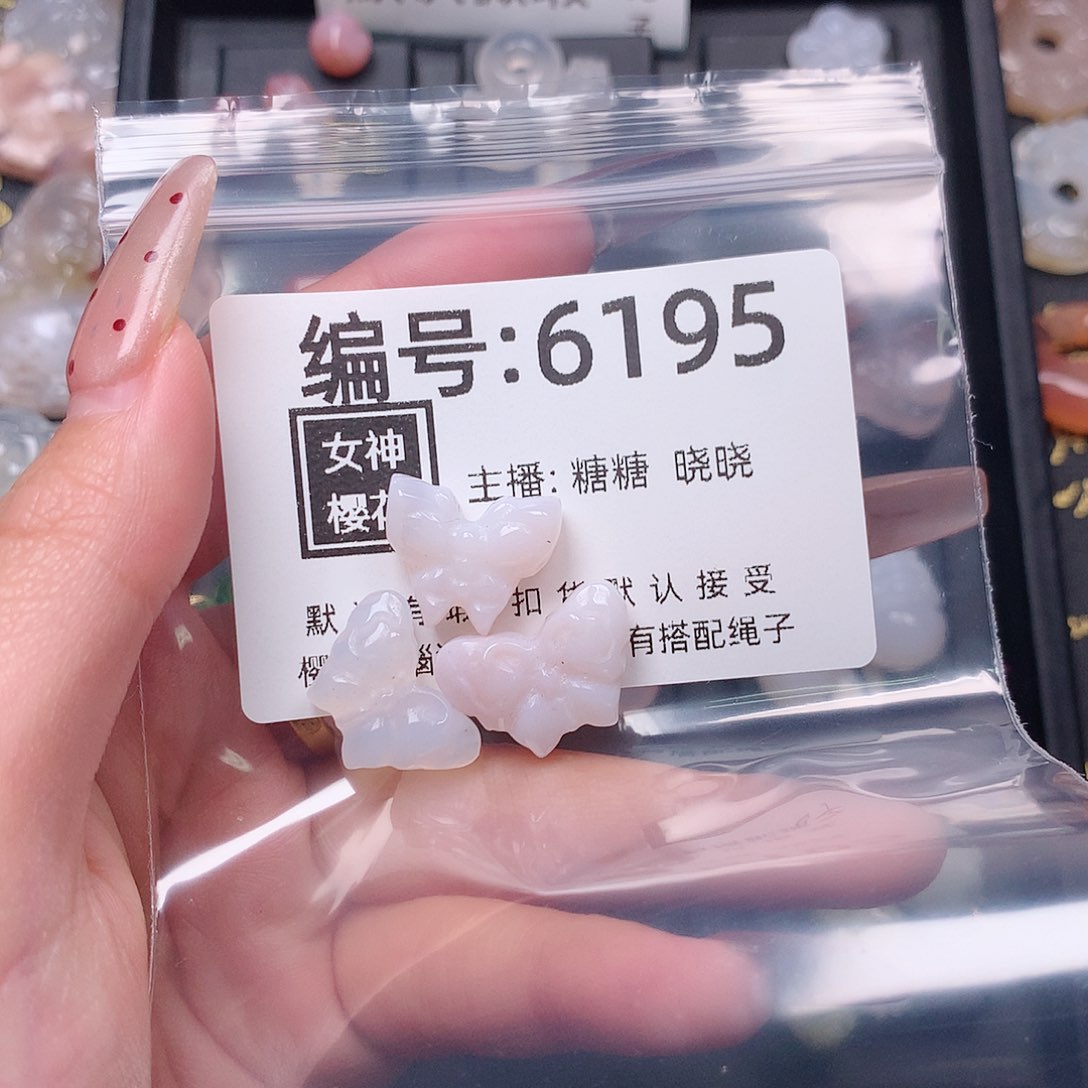 编号:6195
女神
樱花
主播: 糖糖 晓晓
默 扣 默认接受
有搭配绳子